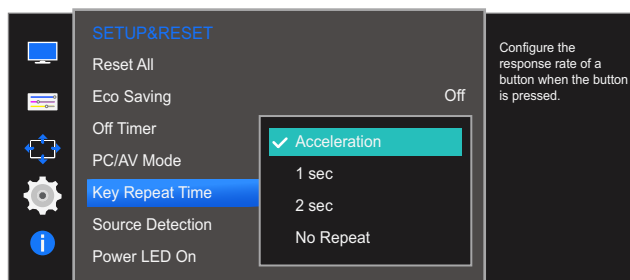 SETUP&RESET
Reset All
Eco Saving Off
Off Timer
PC/AV Mode
Key Repeat Time
Source Detection
Power LED On
Acceleration
1 sec
2 sec
No Repeat
Configure the
response rate of a
button when the button
is pressed.